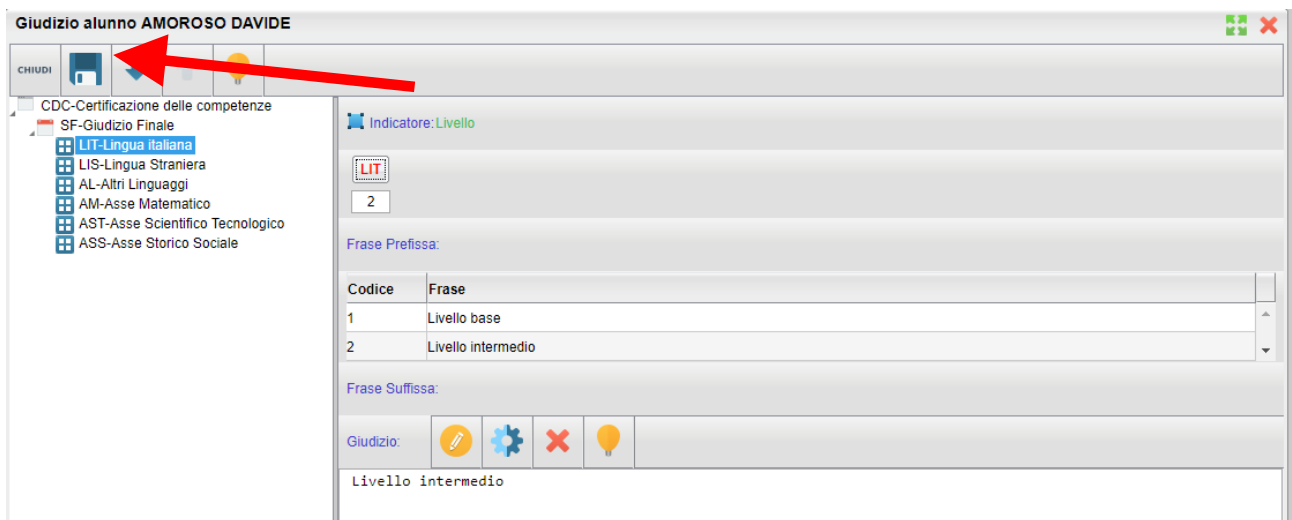 Giudizio alunno AMOROSO DAVIDE
CHIUDI
CDC-Certificazione delle competenze
SF-Giudizio Finale
LIT-Lingua italiana
LIS-Lingua Straniera
AL-Altri Linguaggi
AM-Asse Matematico
AST-Asse Scientifico Tecnologico
ASS-Asse Storico Sociale
Indicatore: Livello
LIT
2
Frase Prefissa:
Codice Frase
1 Livello base
2 Livello intermedio
Frase Suffissa:
Giudizio:
Livello intermedio